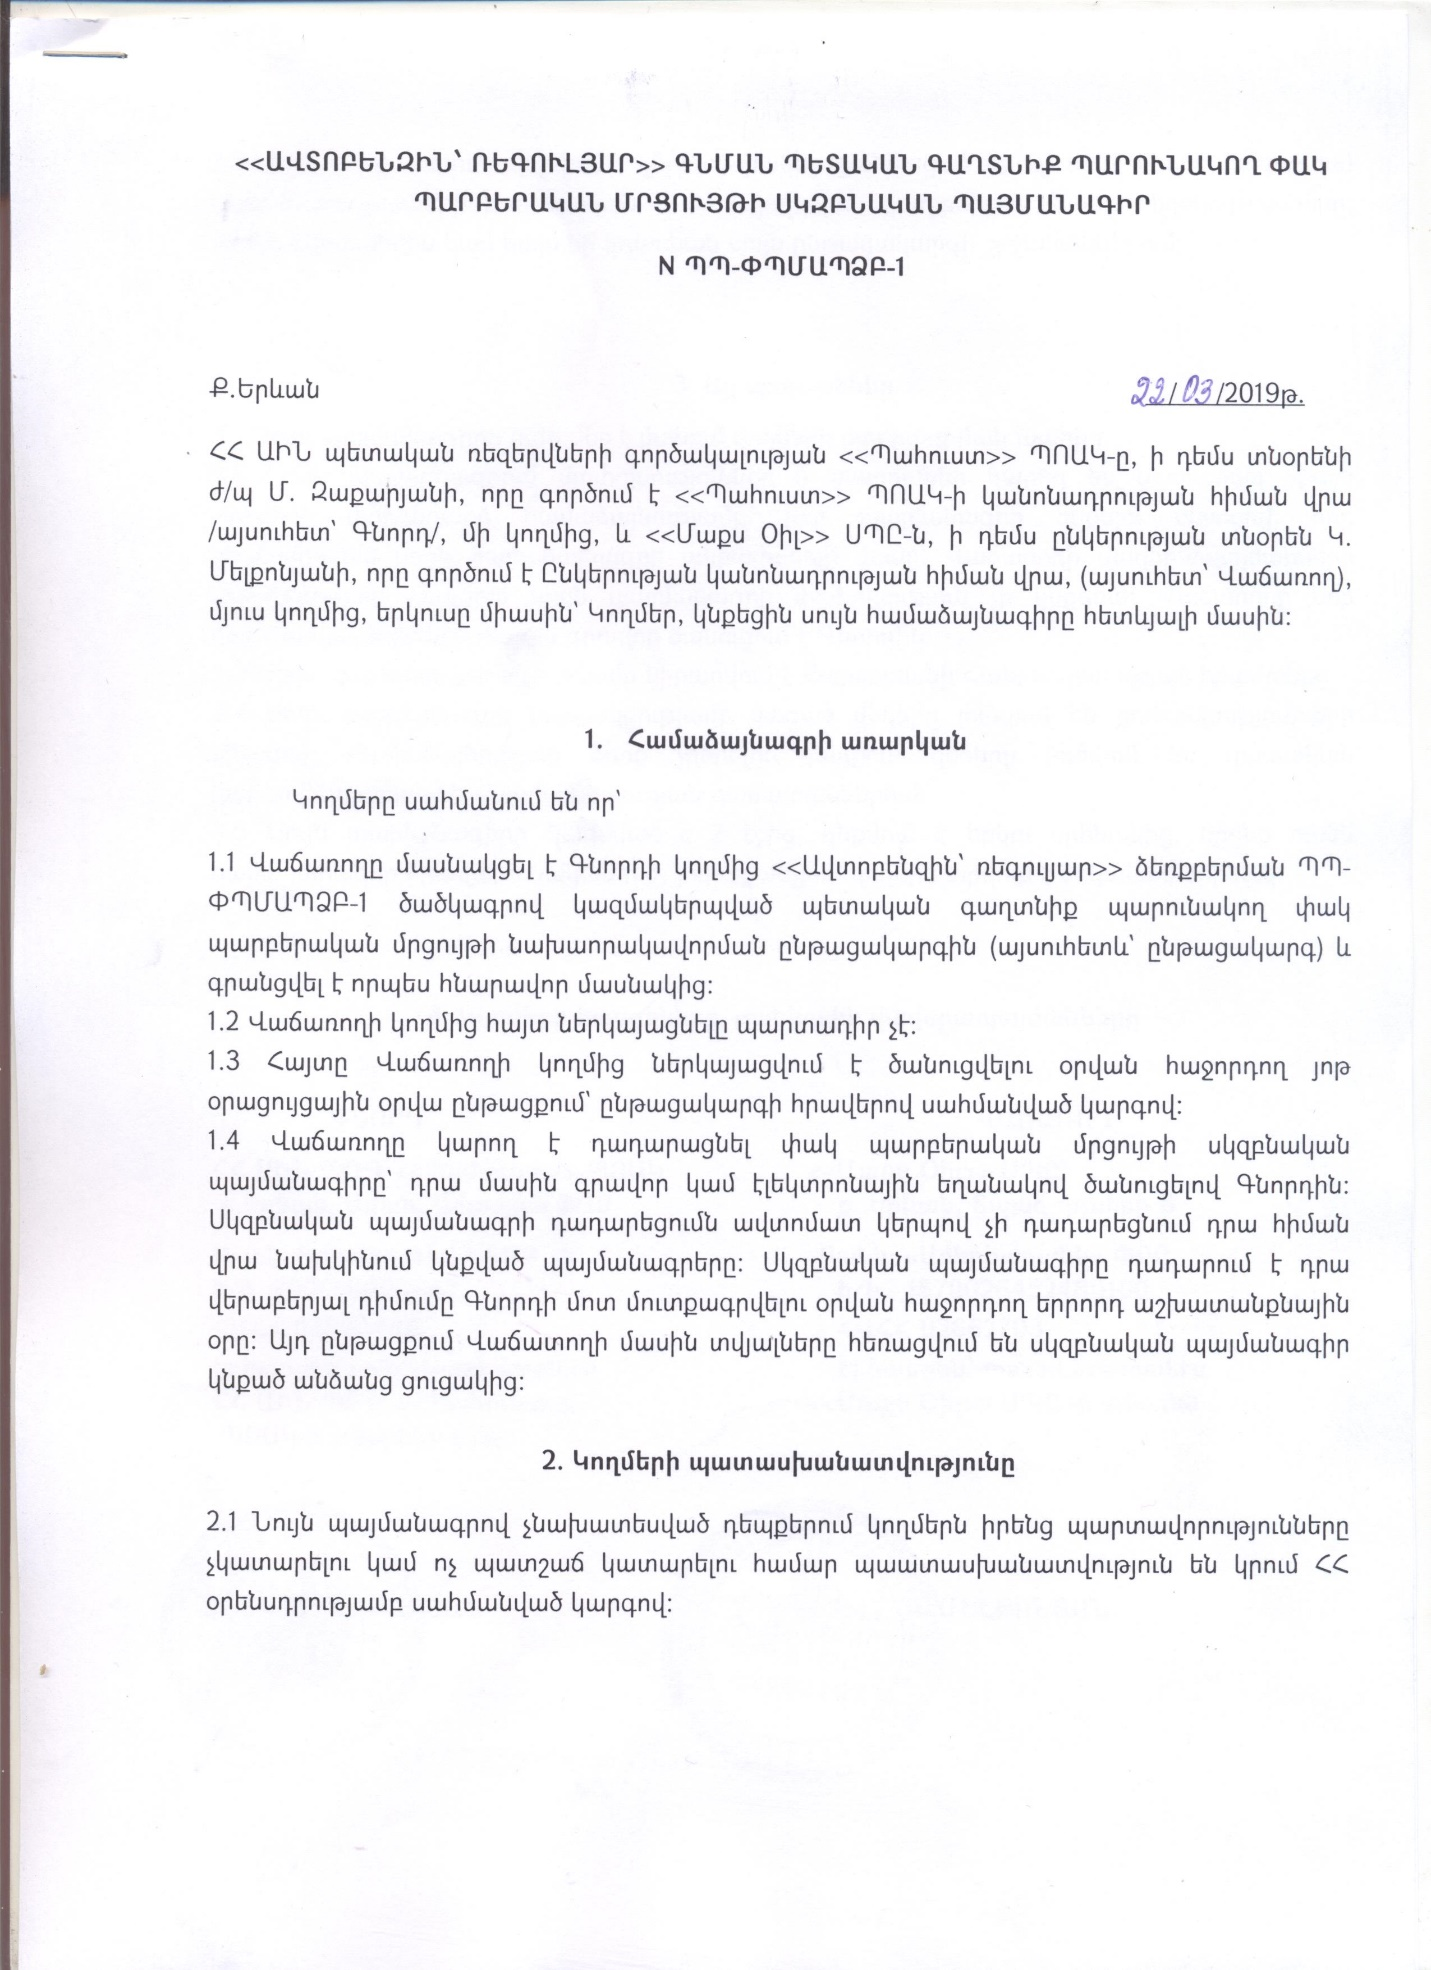 <<ԱՎՏՈԲԵՆԶԻՆ՝ ՌԵԳՈՒԼՅԱՐ>> ԳՆՄԱՆ ՊԵՏԱԿԱՆ ԳԱՂՏՆԻՔ ՊԱՐՈՒՆԱԿՈՂ ՓԱԿ
ՊԱՐԲԵՐԱԿԱՆ ՄՐՑՈՒՅԹԻ ՍԿԶԲՆԱԿԱՆ ՊԱՅՄԱՆԱԳԻՐ
N ՊՊ-ՓՊՄԱՊՁԲ-1
Ք.Երևան 22/03/2019թ.
ՀՀ ԱԻՆ պետական ռեզերվների գործակալության <<Պահուստ>> ՊՈԱԿ-ը, ի դեմս տնօրենի
ժ/պ Մ. Զաքարյանի, որը գործում է <<Պահուստ>> ՊՈԱԿ-ի կանոնադրության հիման վրա
/այսուհետ՝ Գնորդ/, մի կողմից, և <<Մաքս Օիլ>> ՍՊԸ-ն, ի դեմս ընկերության տնօրեն Կ.
Մելքոնյանի, որը գործում է Ընկերության կանոնադրության հիման վրա, (այսուհետ՝ Վաճառող),
մյուս կողմից, երկուսը միասին՝ Կողմեր, կնքեցին սույն համաձայնագիրը հետևյալի մասին:
1. Համաձայնագրի առարկան
Կողմերը սահմանում են որ՝
1.1 Վաճառողը մասնակցել է Գնորդի կողմից <<Ավտոբենզին՝ ռեգուլյար>> ձեռքբերման ՊՊ-
ՓՊՄԱՊՁԲ-1 ծածկագրով կազմակերպված պետական գաղտնիք պարունակող փակ
պարբերական մրցույթի նախաորակավորման ընթացակարգին (այսուհետև՝ ընթացակարգ) և
գրանցվել է որպես հնարավոր մասնակից:
1.2 Վաճառողի կողմից հայտ ներկայացնելը պարտադիր չէ:
1.3 Հայտը Վաճառողի կողմից ներկայացվում է ծանուցվելու օրվան հաջորդող յոթ
օրացույցային օրվա ընթացքում՝ ընթացակարգի հրավերով սահմանված կարգով:
1.4 Վաճառողը կարող է դադարացնել փակ պարբերական մրցույթի սկզբնական
պայմանագիրը՝ դրա մասին գրավոր կամ էլեկտրոնային եղանակով ծանուցելով Գնորդին:
Սկզբնական պայմանագրի դադարեցումն ավտոմատ կերպով չի դադարեցնում դրա հիման
վրա նախկինում կնքված պայմանագրերը: Սկզբնական պայմանագիրը դադարում է դրա
վերաբերյալ դիմումը Գնորդի մոտ մուտքագրվելու օրվան հաջորդող երրորդ աշխատանքնային
օրը: Այդ ընթացքում Վաճատողի մասին տվյալները հեռացվում են սկզբնական պայմանագիր
կնքած անձանց ցուցակից:
2. Կողմերի պատասխանատվությունը
2.1 Նույն պայմանագրով չնախատեսված դեպքերում կողմերն իրենց պարտավորությունները
չկատարելու կամ ոչ պատշաճ կատարելու համար պաատասխանատվություն են կրում ՀՀ
օրենսդրությամբ սահմանված կարգով: